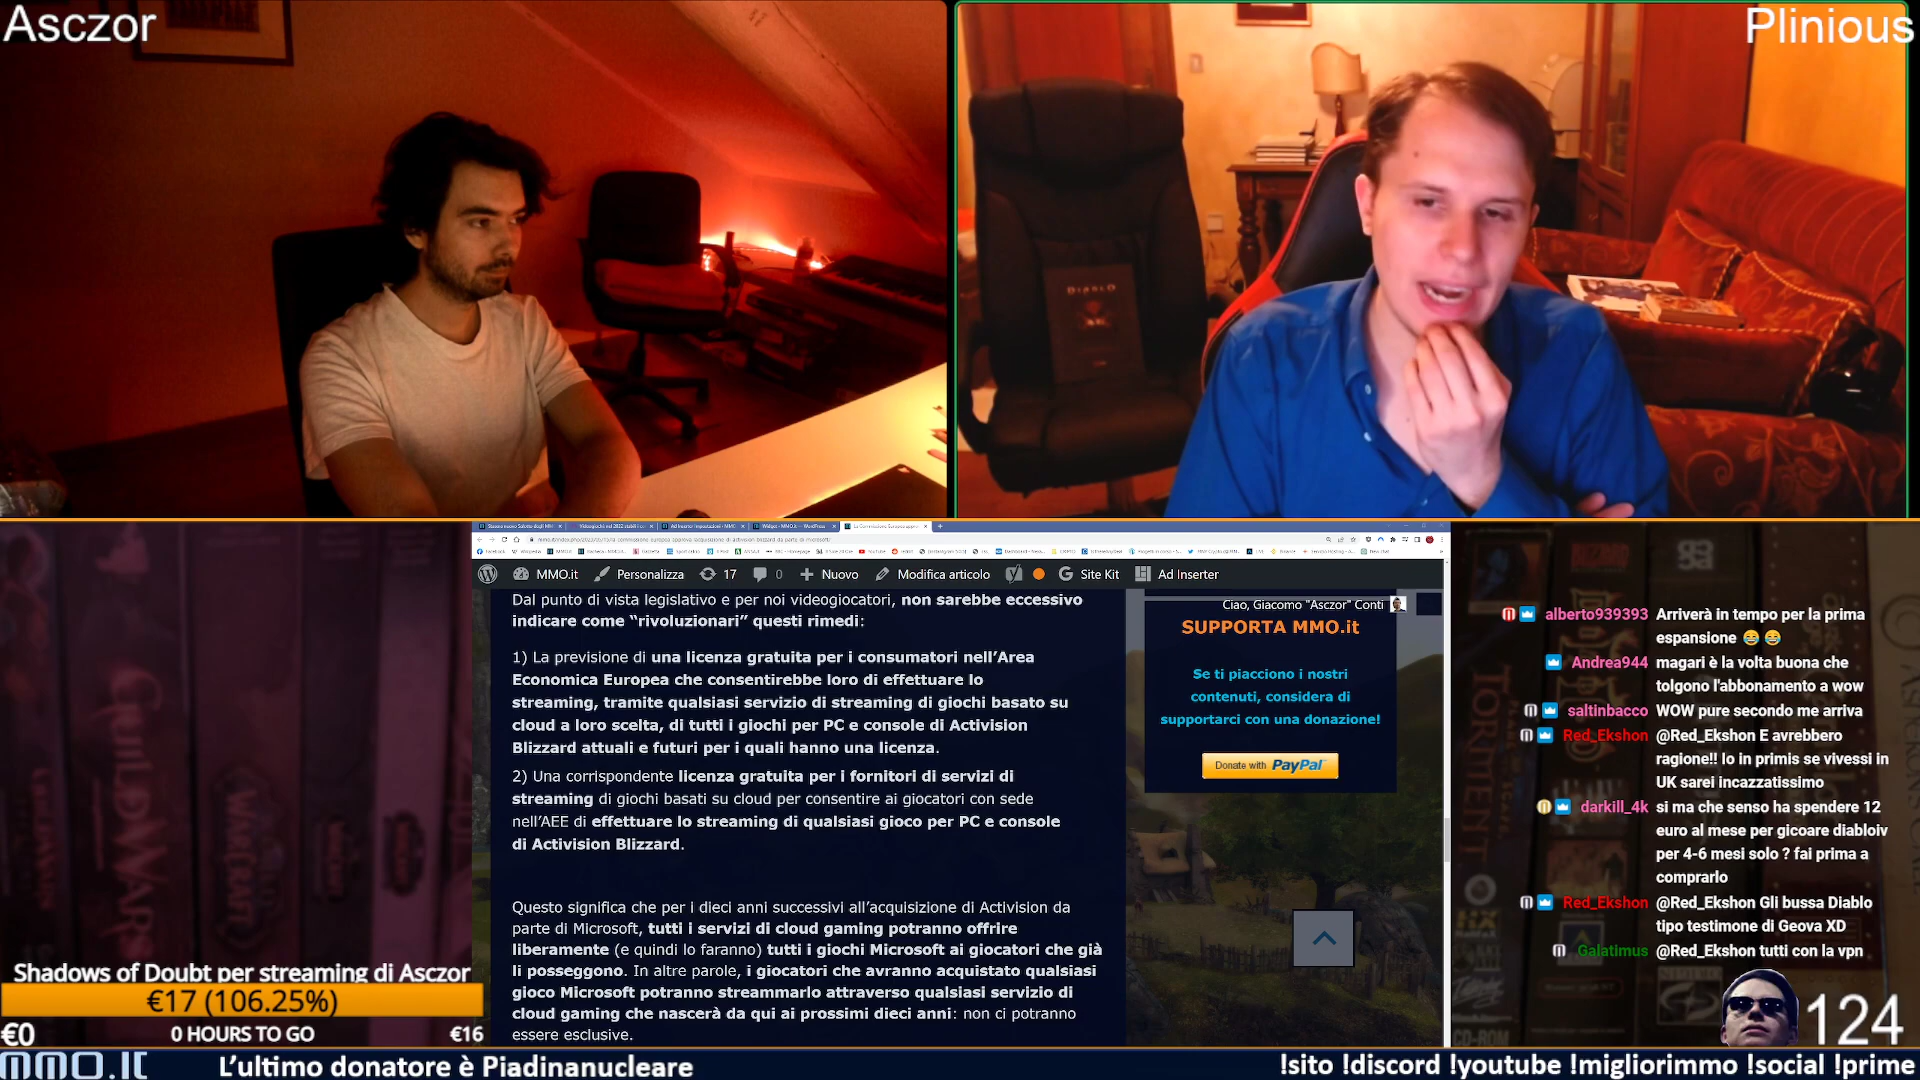 Asczor
Plinious
DIABLO
MMO.it
Personalizza
17
0
Nuovo
Modifica articolo
Site Kit
Ad Inserter
Ciao, Giacomo "Asczor" Conti
Dal punto di vista legislativo e per noi videogiocatori, non sarebbe eccessivo
indicare come “rivoluzionari” questi rimedi:
1) La previsione di una licenza gratuita per i consumatori nell’Area
Economica Europea che consentirebbe loro di effettuare lo
streaming, tramite qualsiasi servizio di streaming di giochi basato su
cloud a loro scelta, di tutti i giochi per PC e console di Activision
Blizzard attuali e futuri per i quali hanno una licenza.
2) Una corrispondente licenza gratuita per i fornitori di servizi di
streaming di giochi basati su cloud per consentire ai giocatori con sede
nell’AEE di effettuare lo streaming di qualsiasi gioco per PC e console
di Activision Blizzard.
Questo significa che per i dieci anni successivi all’acquisizione di Activision da
parte di Microsoft, tutti i servizi di cloud gaming potranno offrire
liberamente (e quindi lo faranno) tutti i giochi Microsoft ai giocatori che già
li posseggono. In altre parole, i giocatori che avranno acquistato qualsiasi
gioco Microsoft potranno streammarlo attraverso qualsiasi servizio di
cloud gaming che nascerà da qui ai prossimi dieci anni: non ci potranno
essere esclusive.
SUPPORTA MMO.it
Se ti piacciono i nostri
contenuti, considera di
supportarci con una donazione!
Donate with PayPal
alberto939393 Arriverà in tempo per la prima
espansione 😂 😂
Andrea944 magari è la volta buona che
tolgono l'abbonamento a wow
saltinbacco WOW pure secondo me arriva
Red_Ekshon @Red_Ekshon E avrebbero
ragione!! Io in primis se vivessi in
UK sarei incazzatissimo
darkill_4k si ma che senso ha spendere 12
euro al mese per gicoare diabloiv
per 4-6 mesi solo ? fai prima a
comprarlo
Red_Ekshon @Red_Ekshon Gli bussa Diablo
tipo testimone di Geova XD
Galatimus @Red_Ekshon tutti con la vpn
124
GUILDWARS
WARCRAFT
TORMENT
CD-ROM
Shadows of Doubt per streaming di Asczor
€17 (106.25%)
€0
0 HOURS TO GO
€16
MMO.IT
L’ultimo donatore è Piadinanucleare
!sito !discord !youtube !migliorimmo !social !prime